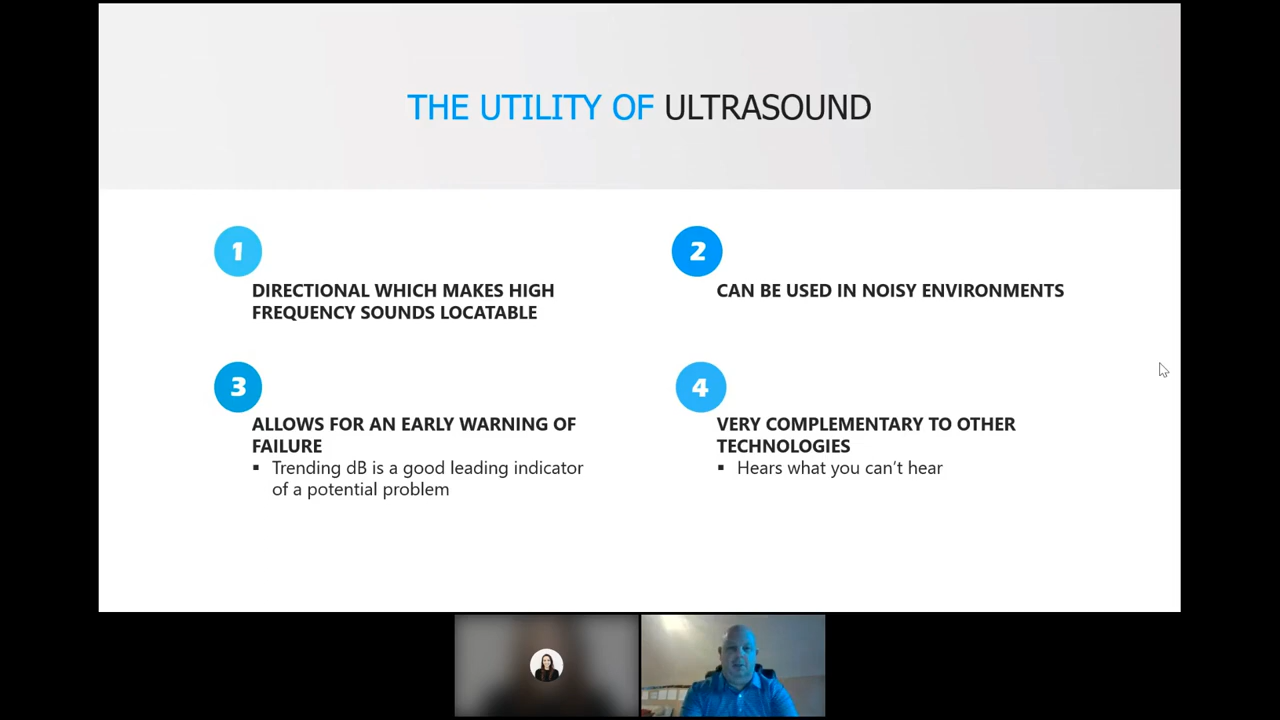 THE UTILITY OF ULTRASOUND
1
DIRECTIONAL WHICH MAKES HIGH
FREQUENCY SOUNDS LOCATABLE
2
CAN BE USED IN NOISY ENVIRONMENTS
3
ALLOWS FOR AN EARLY WARNING OF
FAILURE
▪ Trending dB is a good leading indicator
of a potential problem
4
VERY COMPLEMENTARY TO OTHER
TECHNOLOGIES
▪ Hears what you can’t hear